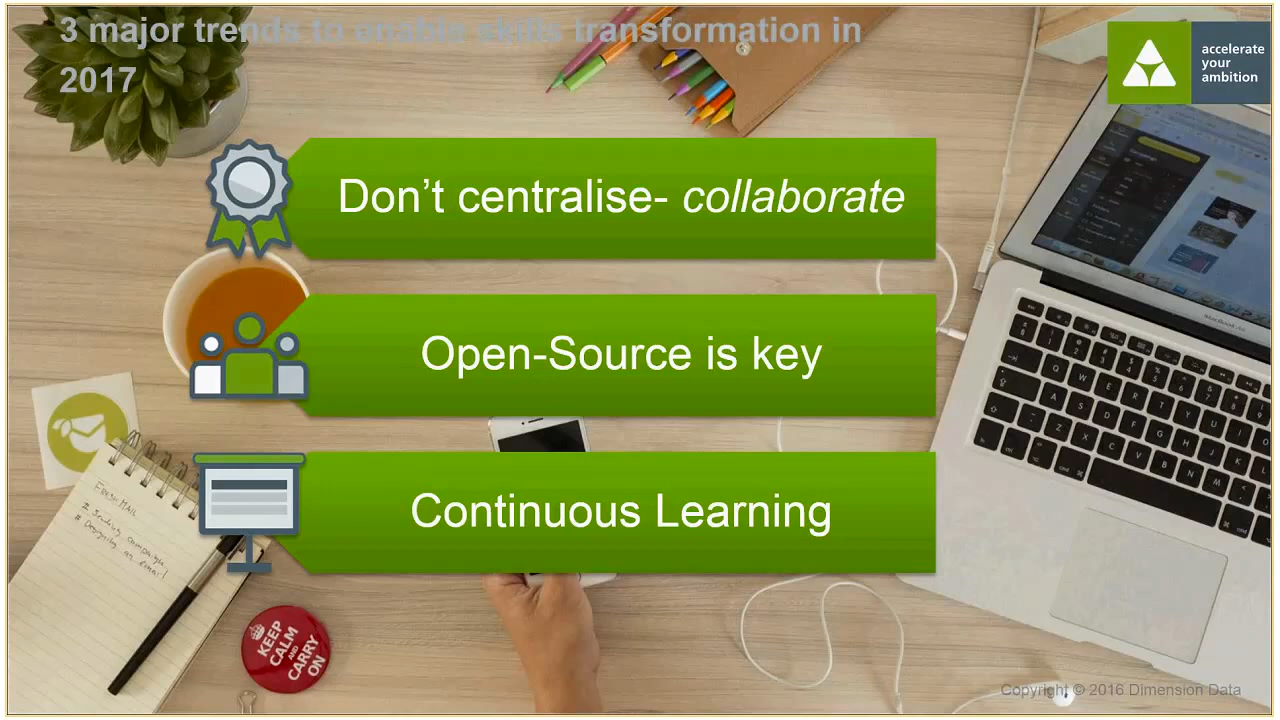 3 major trends to enable skills transformation in
2017
accelerate
your
ambition
Don't centralise- collaborate
Open-Source is key
Continuous Learning
KEEP
CALM
AND
CARRY
ON
Copyright © 2016 Dimension Data